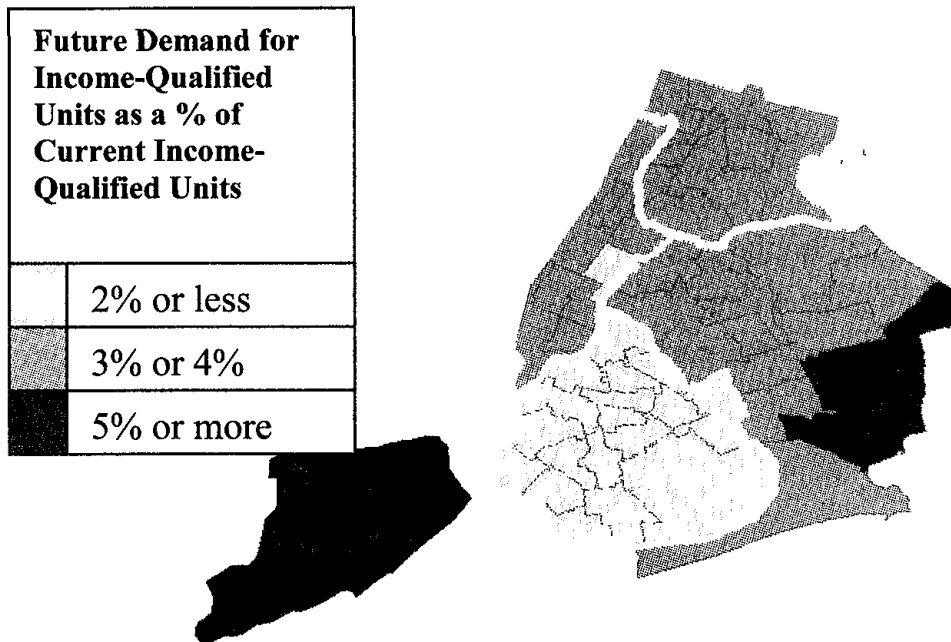 Future Demand for
Income-Qualified
Units as a % of
Current Income-
Qualified Units
2% or less
3% or 4%
5% or more